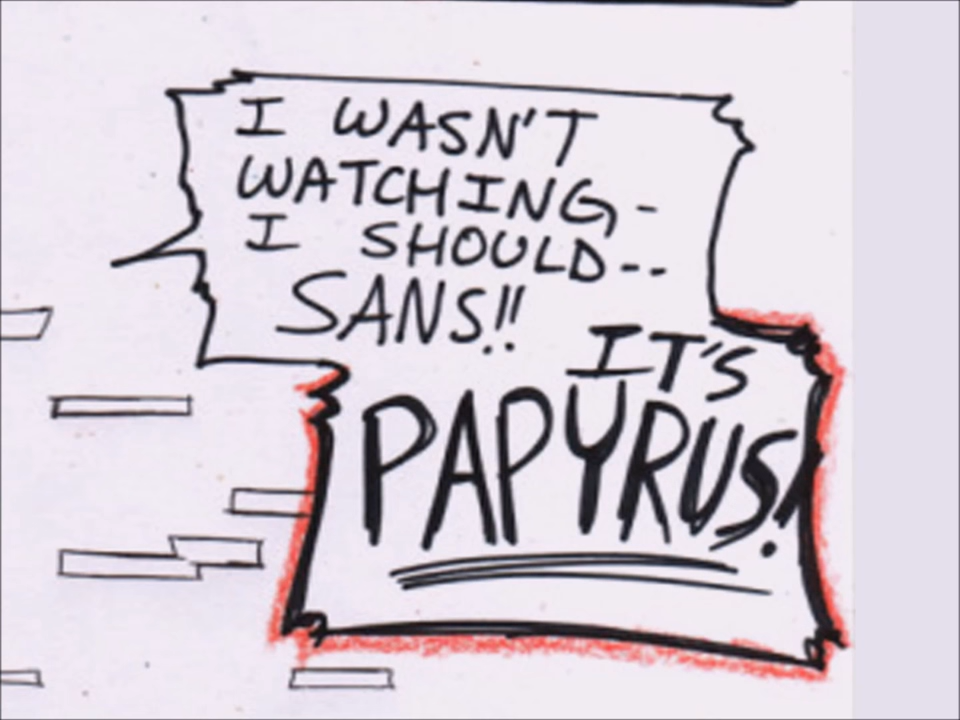 I WASN'T
WATCHING-
I SHOULD--
SANS!!
IT'S
PAPYRUS!